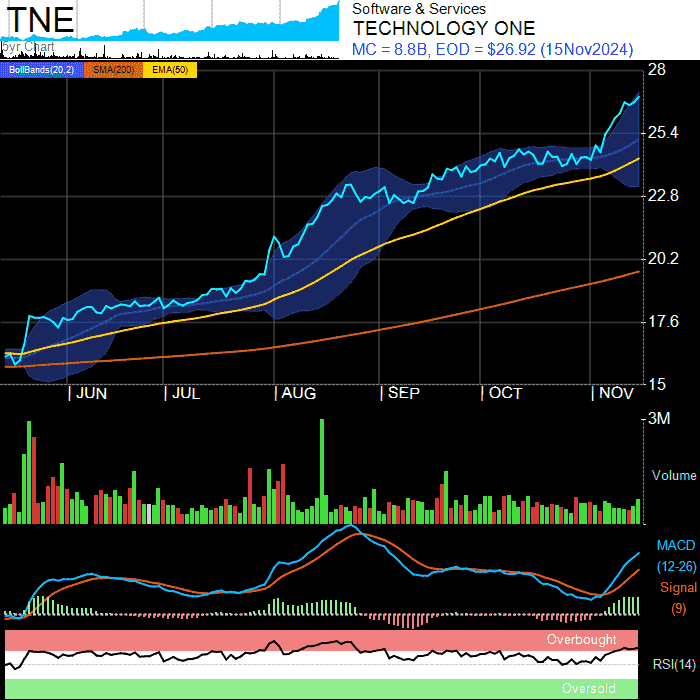 TNE
5yr Chart
Software & Services
TECHNOLOGY ONE
MC = 8.8B, EOD = $26.92 (15Nov2024)
BollBands(20,2) SMA(200) EMA(50)
28
25.4
22.8
20.2
17.6
15
JUN JUL AUG SEP OCT NOV
3M
Volume
MACD
(12-26)
Signal
(9)
Overbought
RSI(14)
Oversold